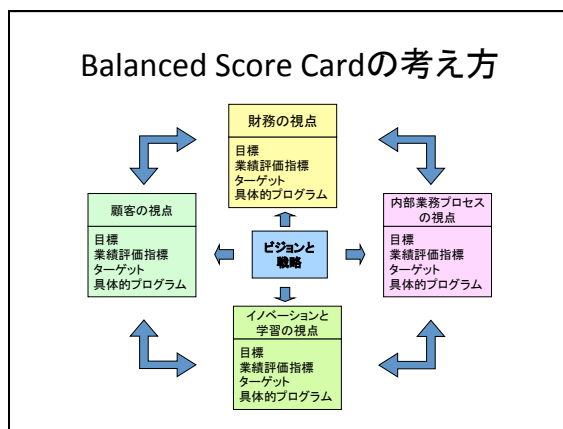 Balanced Score Cardの考え方
財務の視点
目標
業績評価指標
ターゲット
具体的プログラム
顧客の視点
目標
業績評価指標
ターゲット
具体的プログラム
ビジョンと
戦略
内部業務プロセス
の視点
目標
業績評価指標
ターゲット
具体的プログラム
イノベーションと
学習の視点
目標
業績評価指標
ターゲット
具体的プログラム